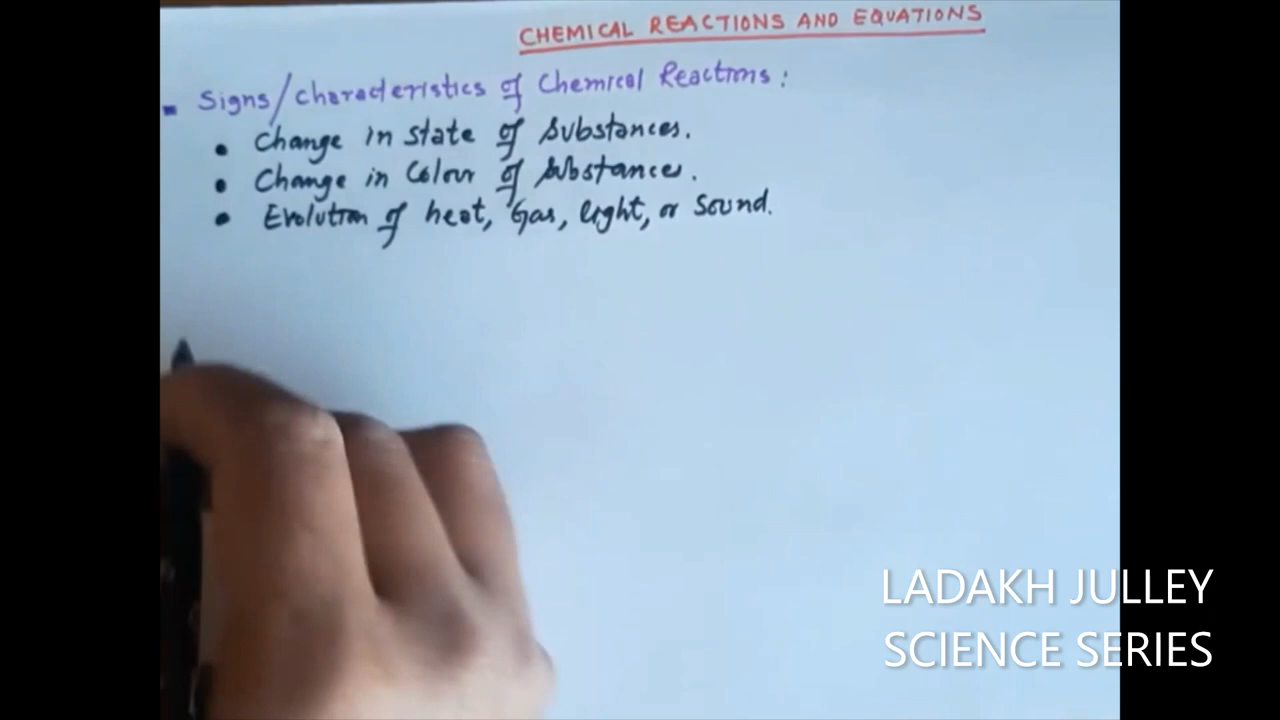 CHEMICAL REACTIONS AND EQUATIONS
Signs/characteristics of Chemical Reactions:
• Change in state of substances.
• Change in Colour of substance.
• Evolution of heat, Gas, light, or Sound.
LADAKH JULLEY
SCIENCE SERIES